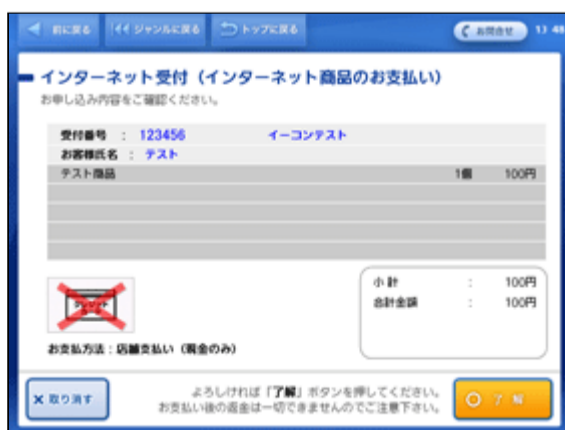 前に戻る ジャンルに戻る トップに戻る お問合せ 13 48
インターネット受付（インターネット商品のお支払い）
お申し込み内容をご確認ください。
受付番号 : 123456 イーコンテスト
お客様氏名 : テスト
テスト商品 1個 100円
小 計 : 100円
合計金額 : 100円
お支払方法：店舗支払い（現金のみ）
よろしければ「了解」ボタンを押してください。
お支払い後の返金は一切できませんのでご注意下さい。
× 取り消す
了 解